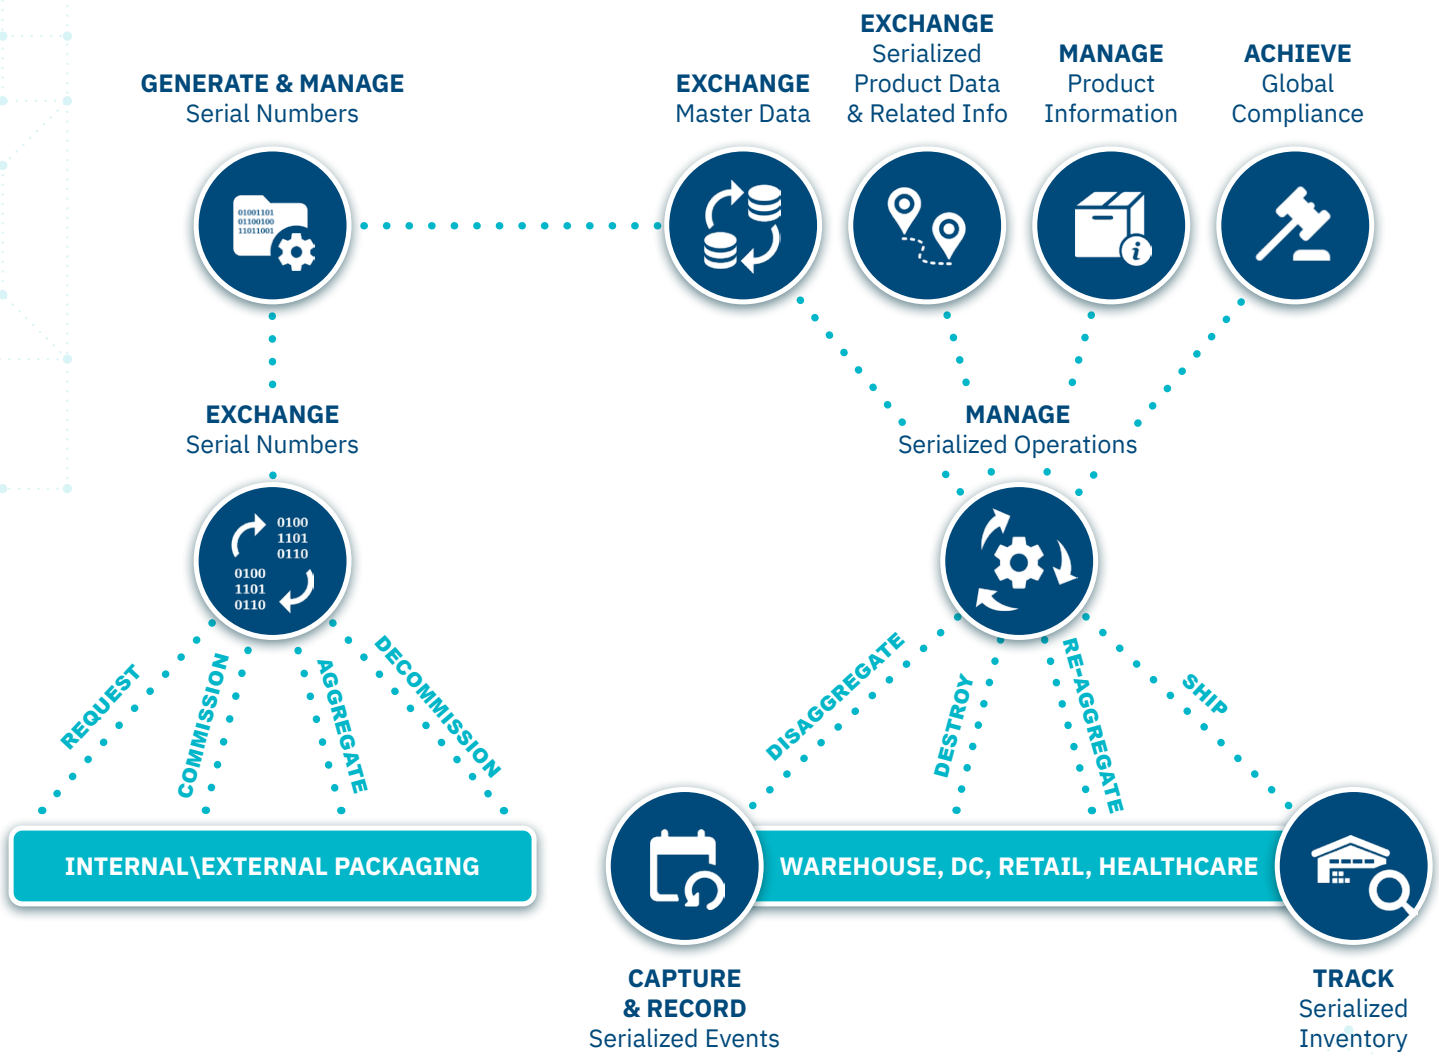 GENERATE & MANAGE
Serial Numbers
EXCHANGE
Master Data
EXCHANGE
Serialized
Product Data
& Related Info
MANAGE
Product
Information
ACHIEVE
Global
Compliance
01001101
01100100
11011001
i
EXCHANGE
Serial Numbers
0100
1101
0110
0100
1101
0110
MANAGE
Serialized Operations
REQUEST
COMMISSION
AGGREGATE
DECOMMISSION
DISAGGREGATE
DESTROY
RE-AGGREGATE
SHIP
INTERNAL\EXTERNAL PACKAGING
WAREHOUSE, DC, RETAIL, HEALTHCARE
CAPTURE
& RECORD
Serialized Events
TRACK
Serialized
Inventory